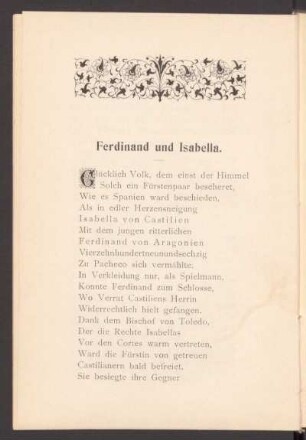 Ferdinand und Isabella.
Glücklich Volk, dem einst der Himmel
Solch ein Fürstenpaar bescheret,
Wie es Spanien ward beschieden,
Als in edler Herzensneigung
Isabella von Castilien
Mit dem jungen ritterlichen
Ferdinand von Aragonien
Vierzehnhundertneunundsechzig
Zu Pacheco sich vermählte;
In Verkleidung nur, als Spielmann,
Konnte Ferdinand zum Schlosse,
Wo Verrat Castiliens Herrin
Widerrechtlich hielt gefangen.
Dank dem Bischof von Toledo,
Der die Rechte Isabellas
Vor den Cortes warm vertreten,
Ward die Fürstin von getreuen
Castilianern bald befreiet,
Sie besiegte ihre Gegner